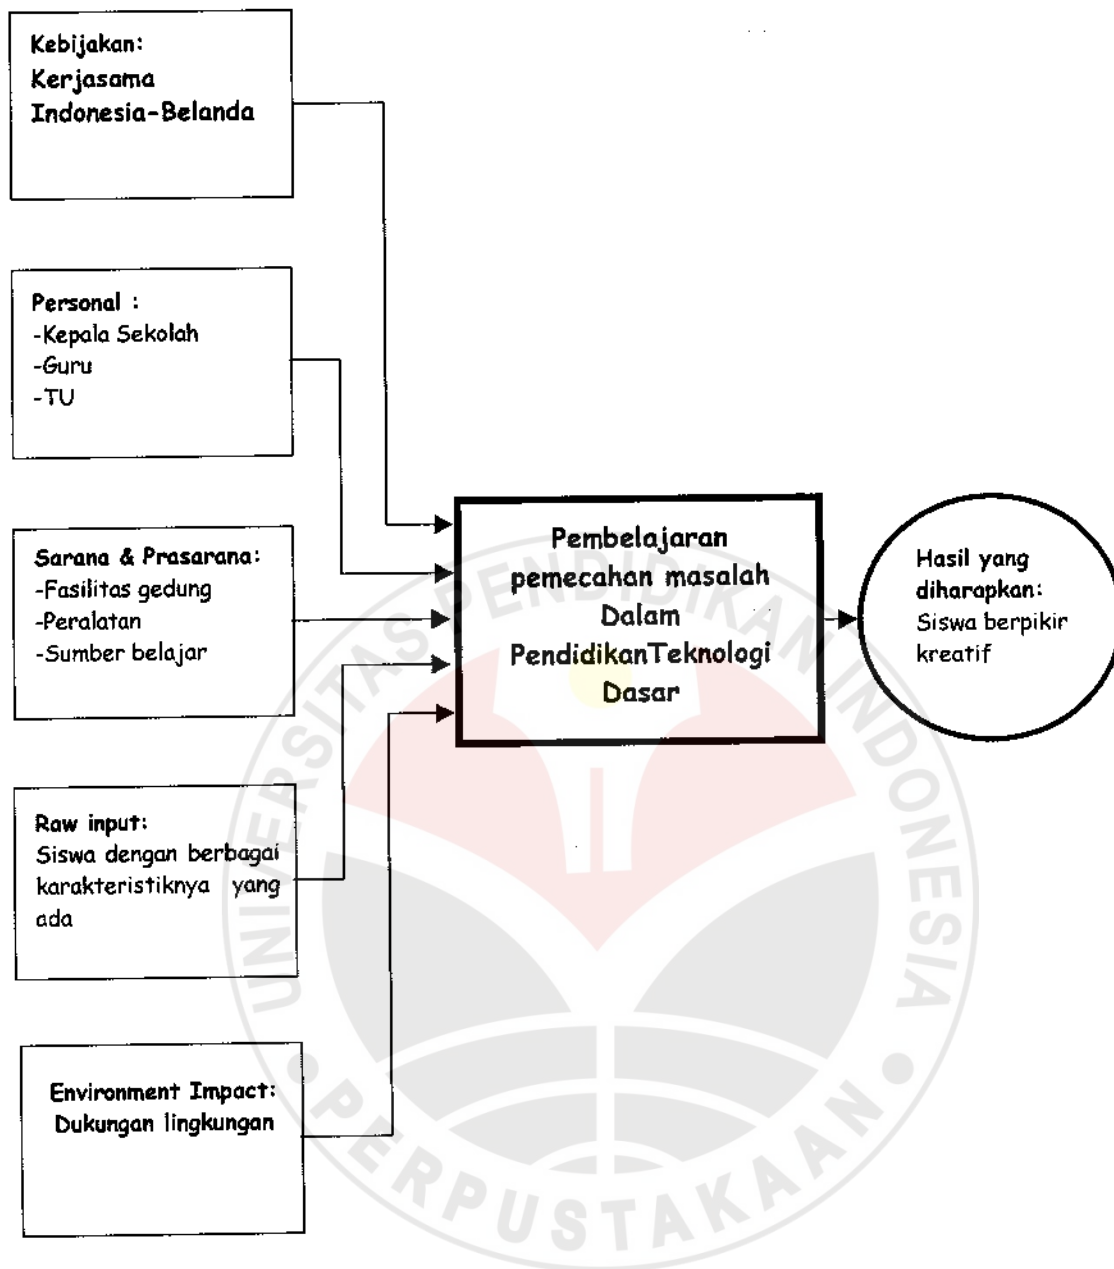 Kebijakan:
Kerjasama
Indonesia-Belanda
Personal :
-Kepala Sekolah
-Guru
-TU
Sarana & Prasarana:
-Fasilitas gedung
-Peralatan
-Sumber belajar
Raw input:
Siswa dengan berbagai
karakteristiknya yang
ada
Environment Impact:
Dukungan lingkungan
Pembelajaran
pemecahan masalah
Dalam
PendidikanTeknologi
Dasar
Hasil yang
diharapkan:
Siswa berpikir
kreatif
UNIVERSITAS PENDIDIKAN INDONESIA
PERPUSTAKAAN